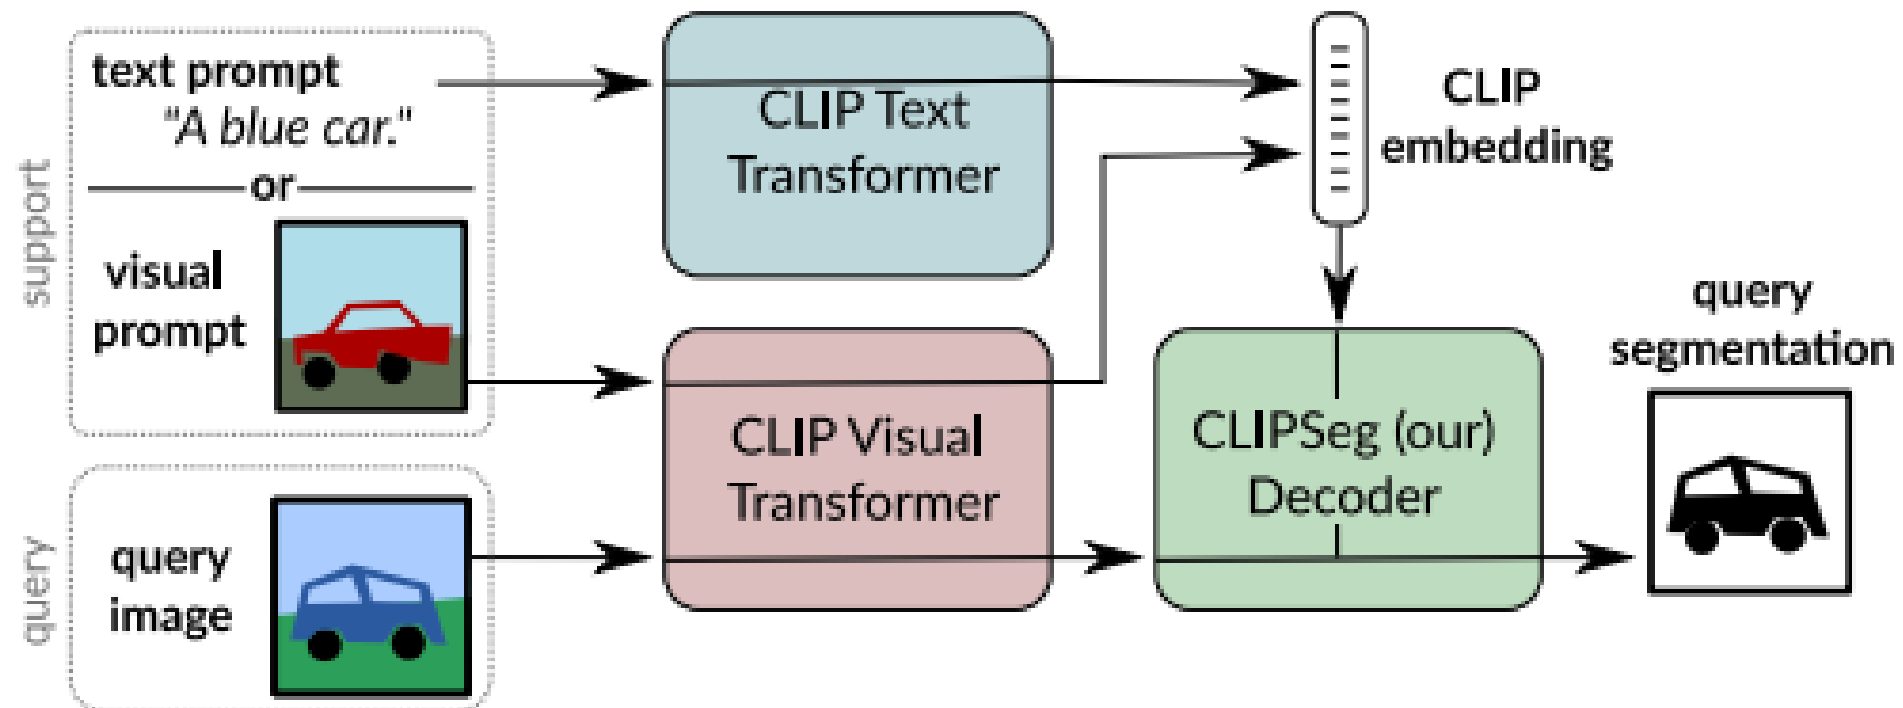 support
text prompt
"A blue car."
or
visual
prompt
query
query
image
CLIP Text
Transformer
CLIP Visual
Transformer
CLIP
embedding
CLIPSeg (our)
Decoder
query
segmentation